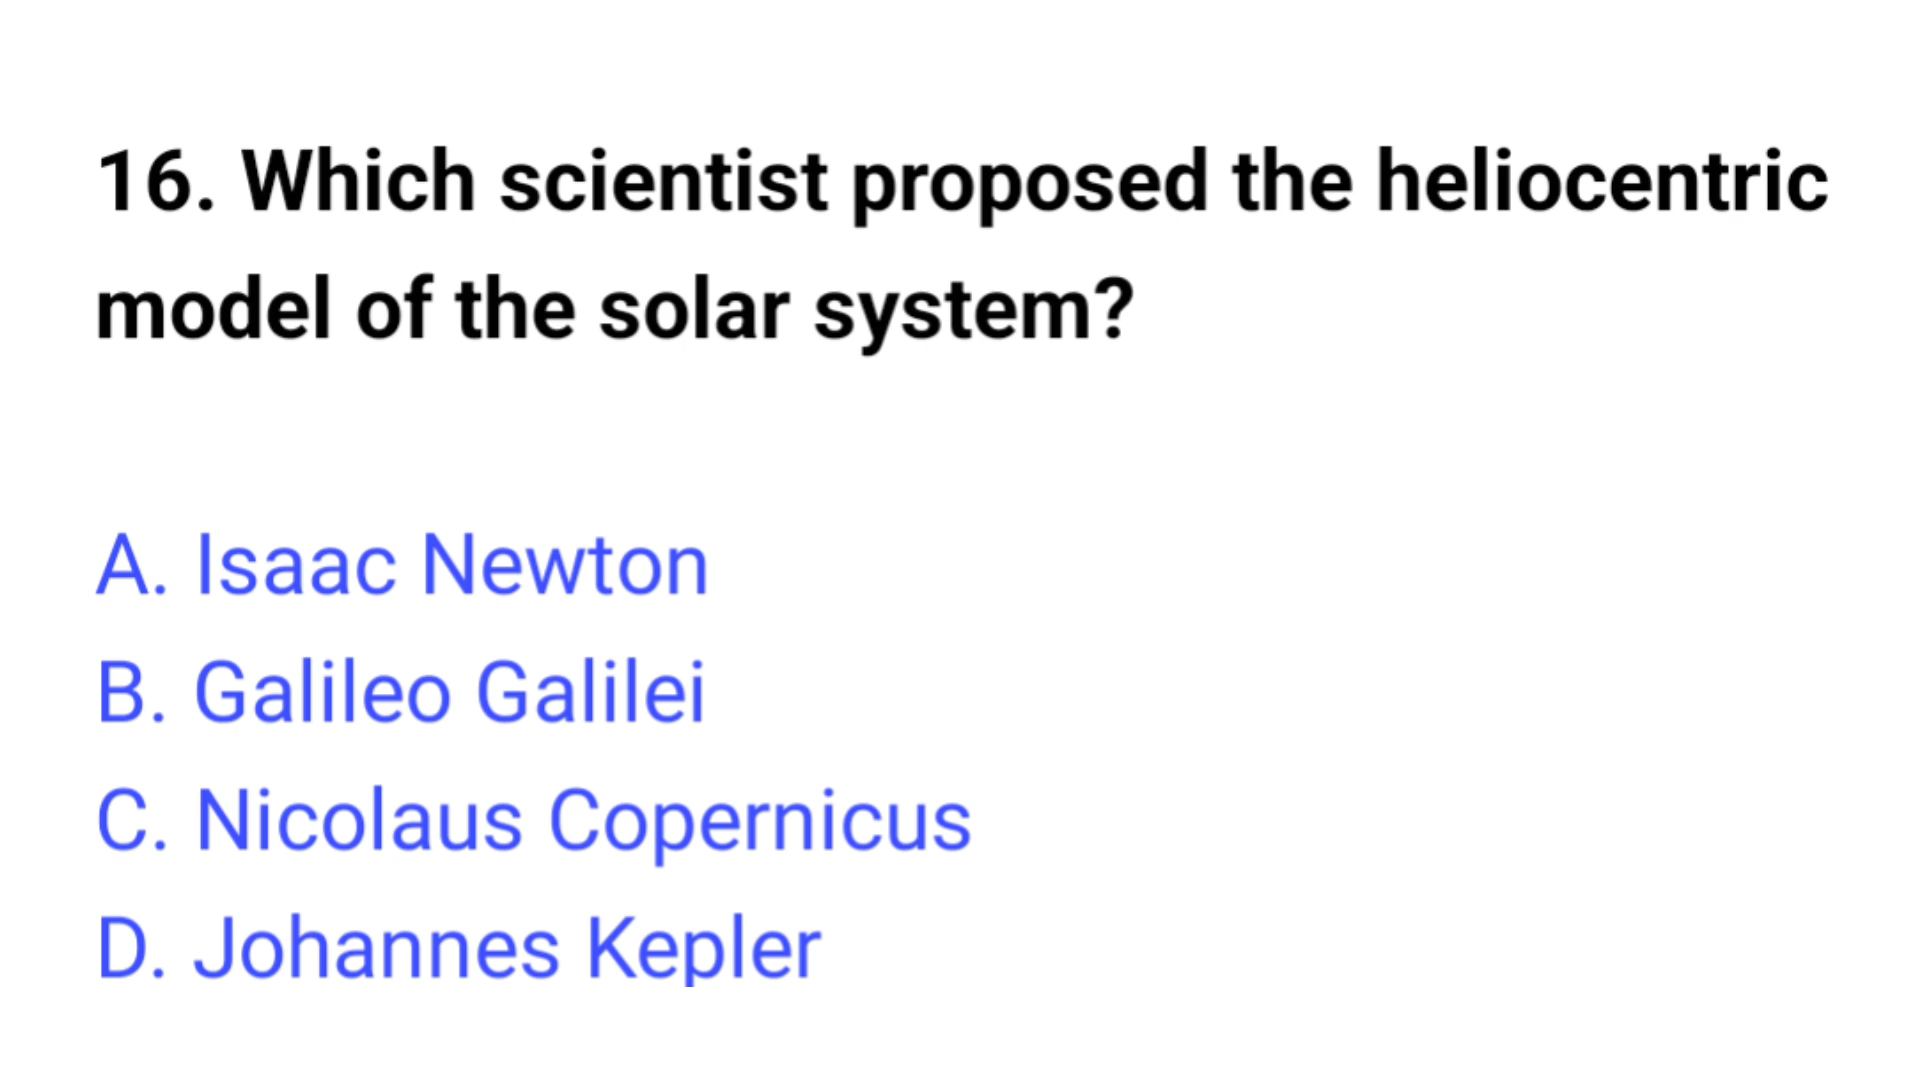 16. Which scientist proposed the heliocentric
model of the solar system?
A. Isaac Newton
B. Galileo Galilei
C. Nicolaus Copernicus
D. Johannes Kepler